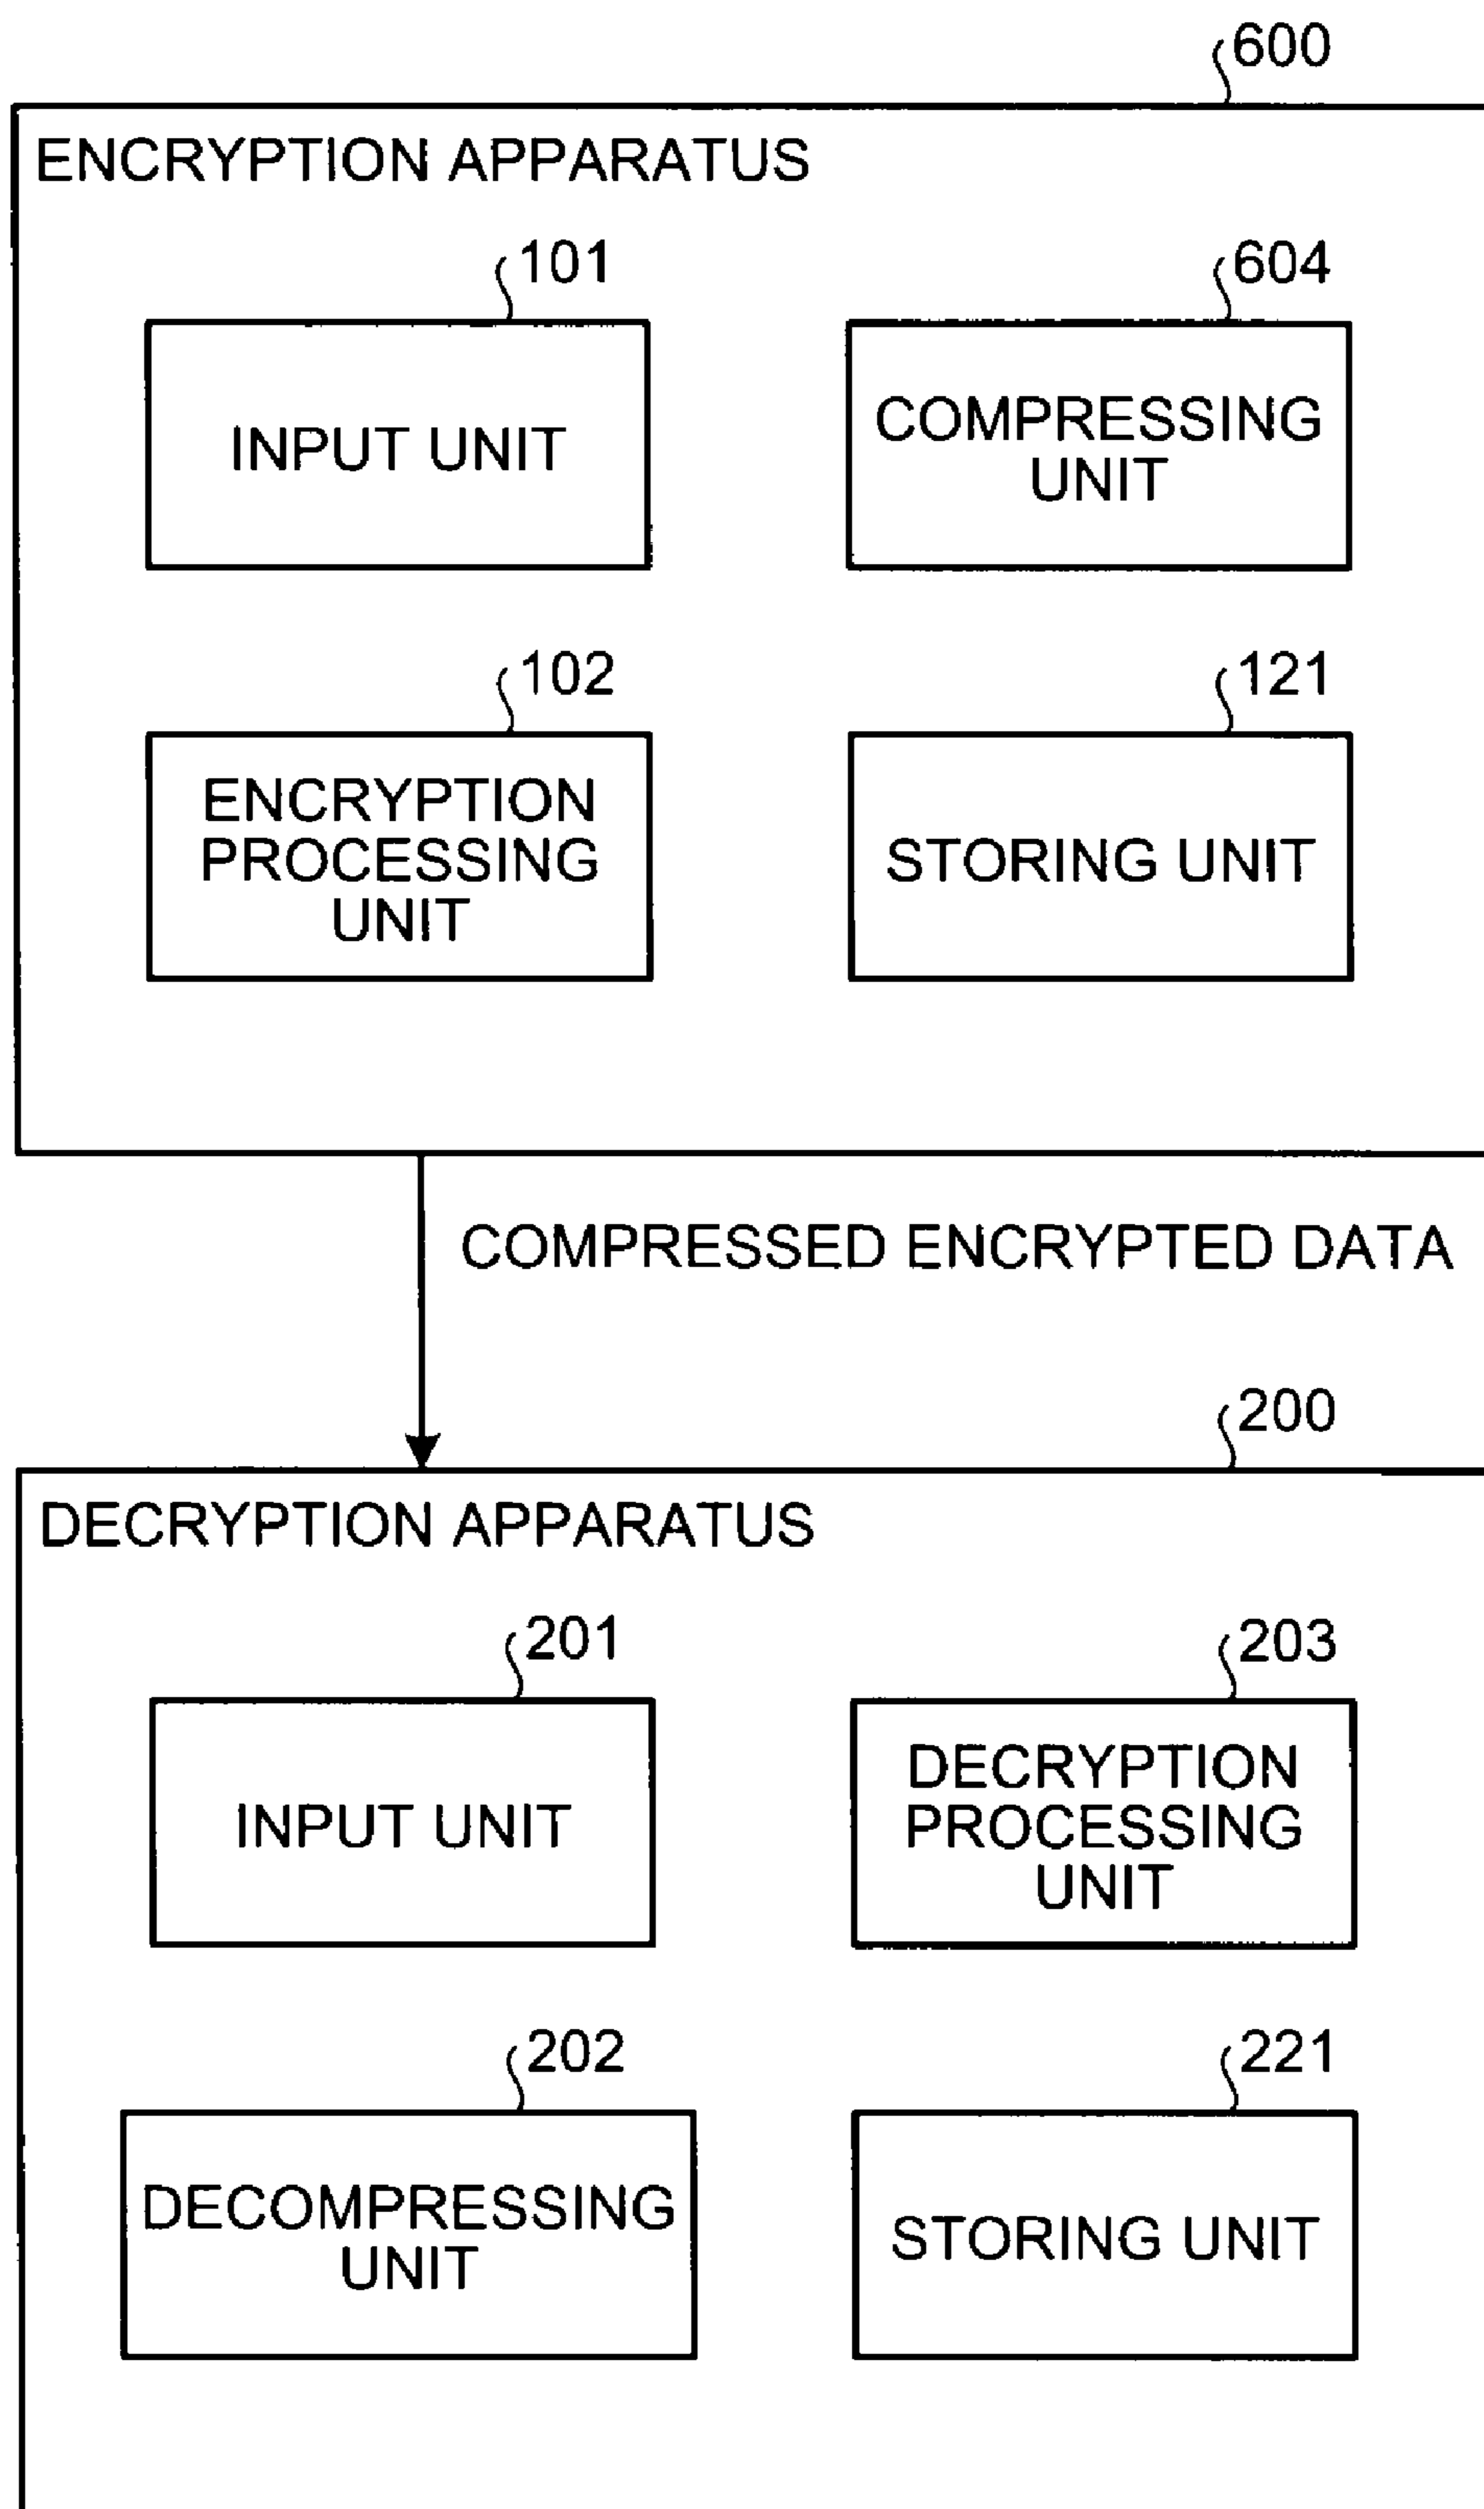 600
ENCRYPTION APPARATUS
101
604
INPUT UNIT
COMPRESSING
UNIT
102
121
ENCRYPTION
PROCESSING
UNIT
STORING UNIT
COMPRESSED ENCRYPTED DATA
200
DECRYPTION APPARATUS
201
203
INPUT UNIT
DECRYPTION
PROCESSING
UNIT
202
221
DECOMPRESSING
UNIT
STORING UNIT